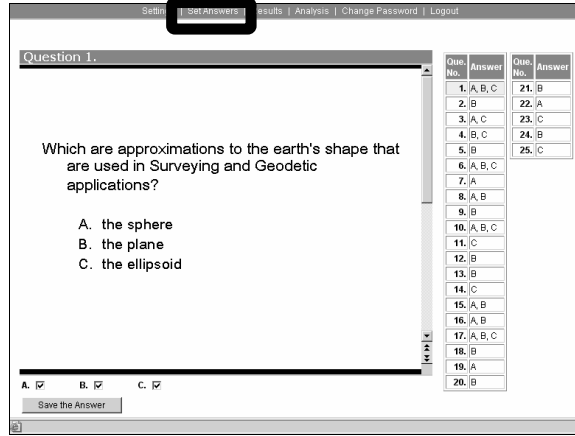 Settin | Set Answers | esults | Analysis | Change Password | Logout
Question 1.
Which are approximations to the earth's shape that
are used in Surveying and Geodetic
applications?
A. the sphere
B. the plane
C. the ellipsoid
A. B. C.
Save the Answer
Que. No. Answer
1. A, B, C
2. B
3. A, C
4. B, C
5. B
6. A, B, C
7. A
8. A, B
9. B
10. A, B, C
11. C
12. B
13. B
14. C
15. A, B
16. A, B
17. A, B, C
18. B
19. A
20. B
Que. No. Answer
21. B
22. A
23. C
24. B
25. C